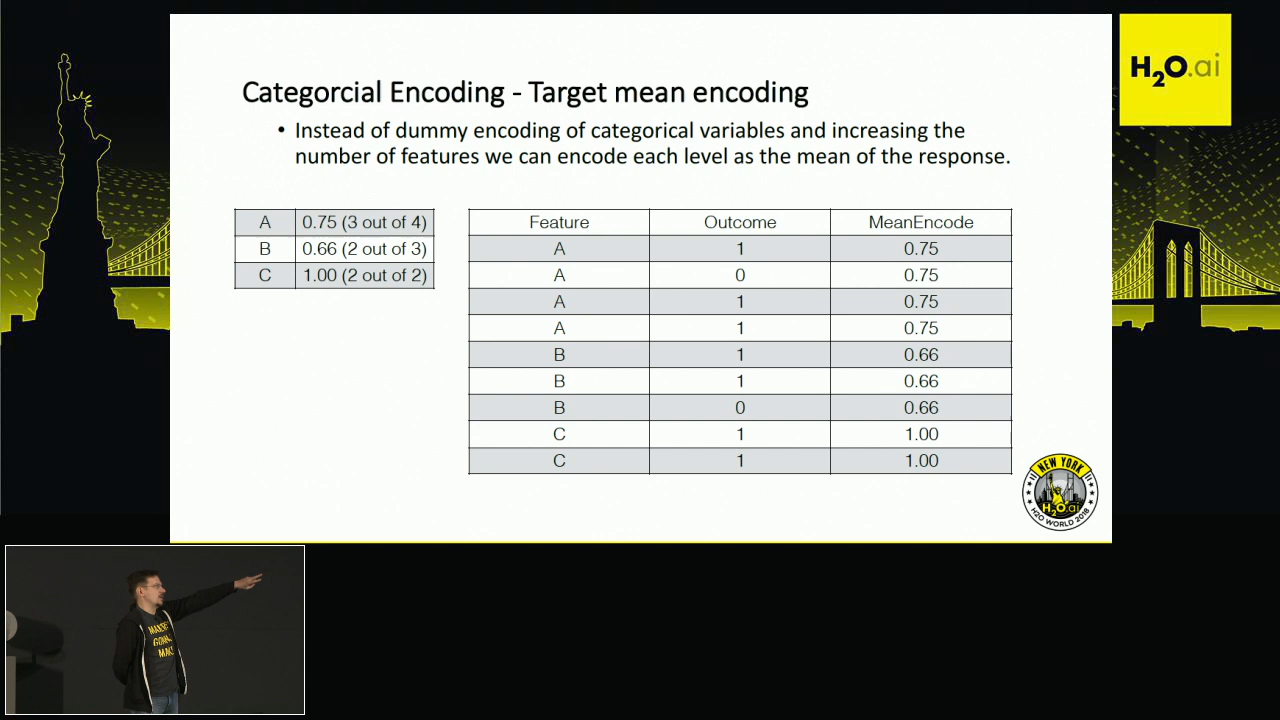 H2O.ai
Categorcial Encoding - Target mean encoding
• Instead of dummy encoding of categorical variables and increasing the
number of features we can encode each level as the mean of the response.
A 0.75 (3 out of 4)
B 0.66 (2 out of 3)
C 1.00 (2 out of 2)
Feature Outcome MeanEncode
A 1 0.75
A 0 0.75
A 1 0.75
A 1 0.75
B 1 0.66
B 1 0.66
B 0 0.66
C 1 1.00
C 1 1.00
NEW YORK
H2O.ai
H2O WORLD 2018